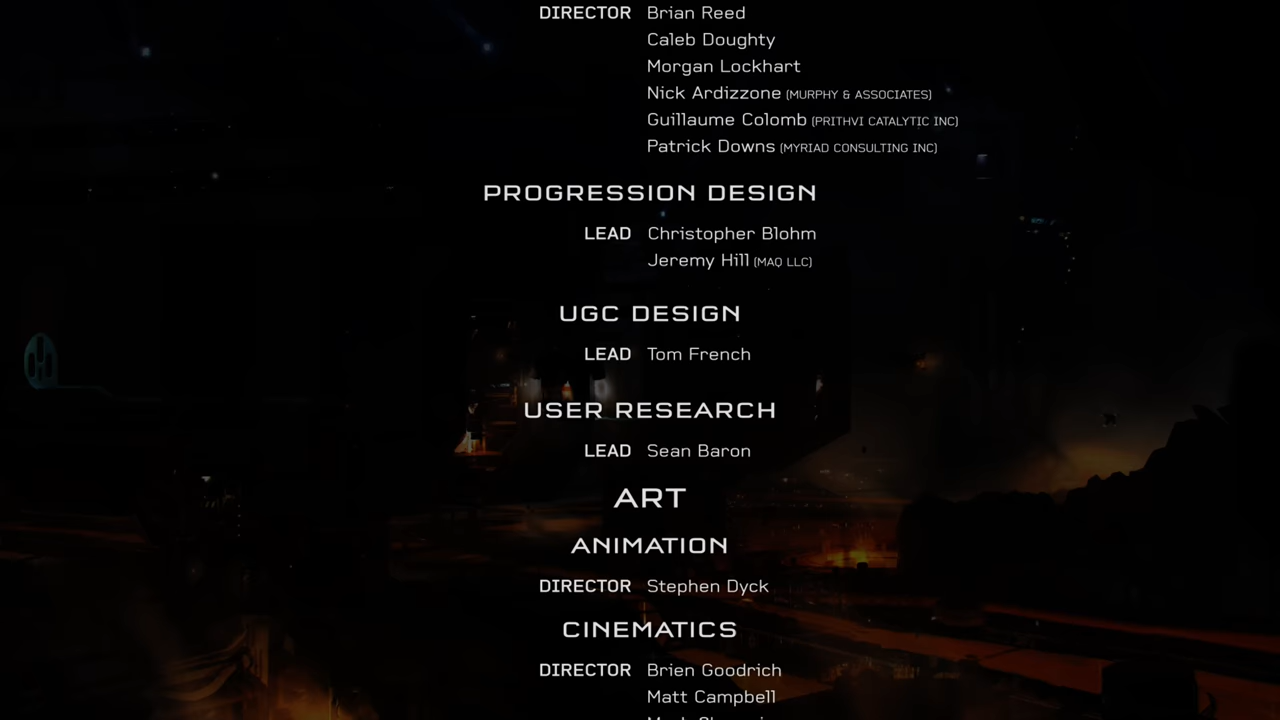 DIRECTOR Brian Reed
Caleb Doughty
Morgan Lockhart
Nick Ardizzone (MURPHY & ASSOCIATES)
Guillaume Colomb (PRITHVI CATALYTIC INC)
Patrick Downs (MYRIAD CONSULTING INC)
PROGRESSION DESIGN
LEAD Christopher Blohm
Jeremy Hill (MAQ LLC)
UGC DESIGN
LEAD Tom French
USER RESEARCH
LEAD Sean Baron
ART
ANIMATION
DIRECTOR Stephen Dyck
CINEMATICS
DIRECTOR Brien Goodrich
Matt Campbell